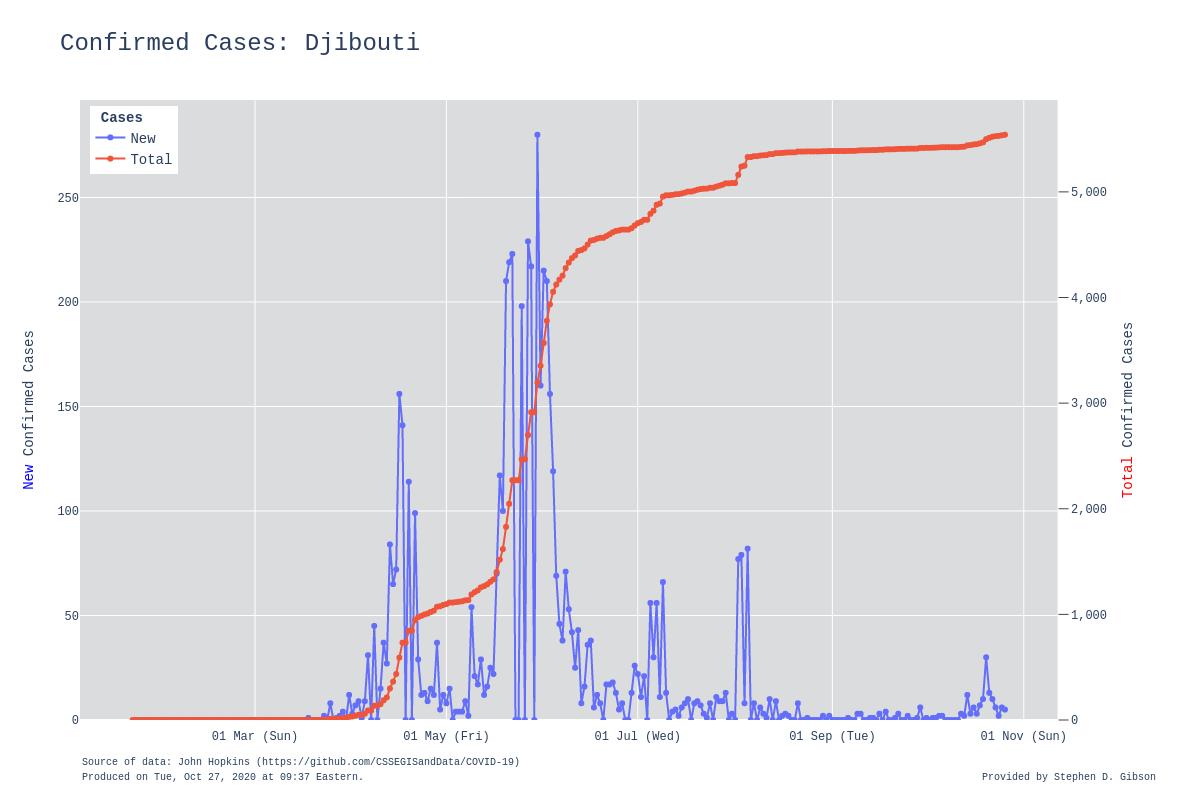 Confirmed Cases: Djibouti
Cases
New
Total
250
200
150
100
50
0
5,000
4,000
3,000
2,000
1,000
0
New Confirmed Cases
Total Confirmed Cases
01 Mar (Sun)
01 May (Fri)
01 Jul (Wed)
01 Sep (Tue)
01 Nov (Sun)
Source of data: John Hopkins (https://github.com/CSSEGISandData/COVID-19)
Produced on Tue, Oct 27, 2020 at 09:37 Eastern.
Provided by Stephen D. Gibson